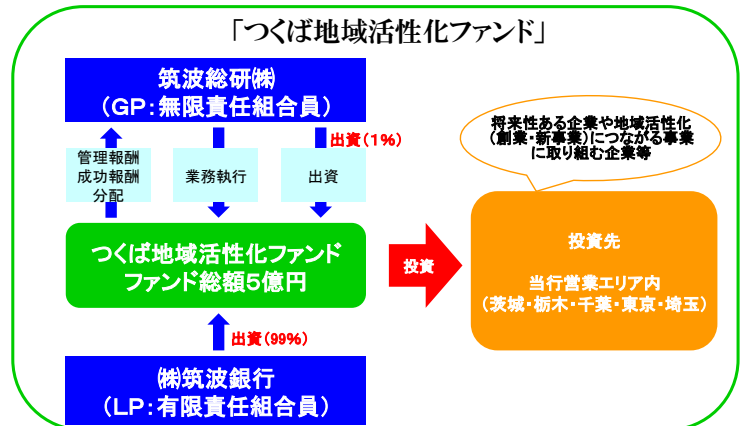 「つくば地域活性化ファンド」
筑波総研㈱
（GP：無限責任組合員）
出資（1％）
管理報酬
成功報酬
分配
業務執行
出資
将来性ある企業や地域活性化
（創業・新事業）につながる事業
に取り組む企業等
つくば地域活性化ファンド
ファンド総額5億円
投資
投資先
当行営業エリア内
（茨城・栃木・千葉・東京・埼玉）
出資（99％）
㈱筑波銀行
（LP：有限責任組合員）